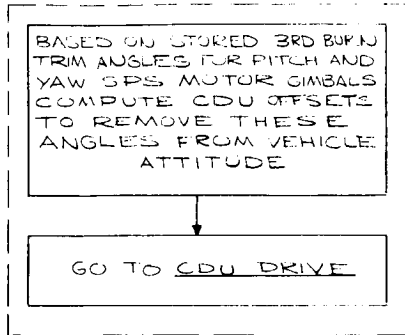 BASED ON STORED 3RD BURN
TRIM ANGLES FOR PITCH AND
YAW SPS MOTOR GIMBALS
COMPUTE CDU OFFSETS
TO REMOVE THESE
ANGLES FROM VEHICLE
ATTITUDE
GO TO CDU DRIVE